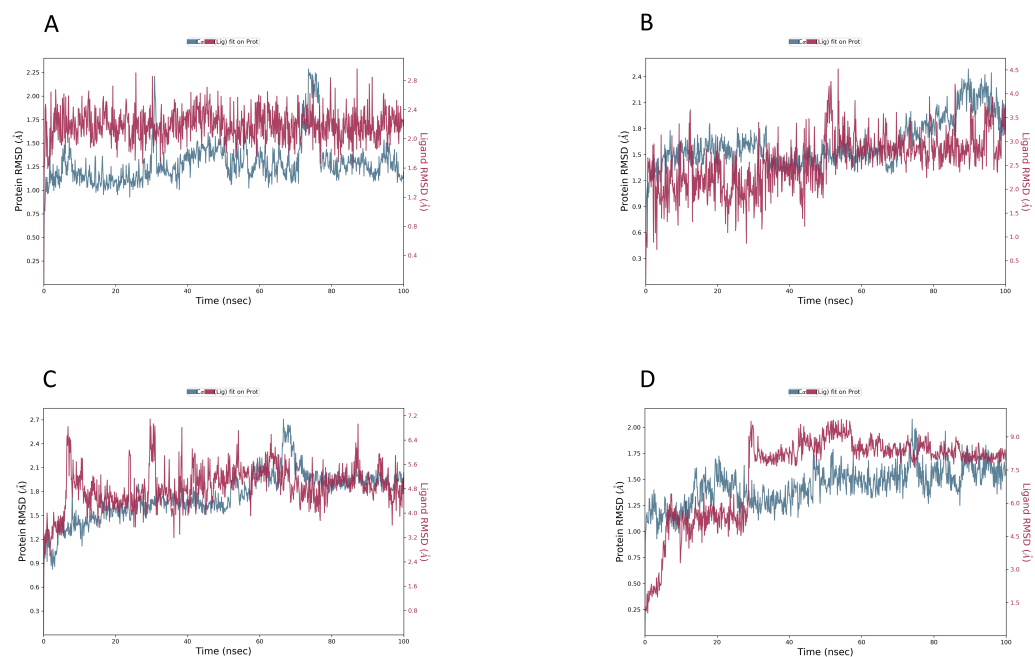 A
Cα (Lig) fit on Prot
Protein RMSD (Å)
2.25
2.00
1.75
1.50
1.25
1.00
0.75
0.50
0.25
2.8
2.4
2.0
1.6
1.2
0.8
0.4
Ligand RMSD (Å)
0 20 40 60 80 100
Time (nsec)
B
Cα (Lig) fit on Prot
Protein RMSD (Å)
2.4
2.1
1.8
1.5
1.2
0.9
0.6
0.3
4.5
4.0
3.5
3.0
2.5
2.0
1.5
1.0
0.5
Ligand RMSD (Å)
0 20 40 60 80 100
Time (nsec)
C
Cα (Lig) fit on Prot
Protein RMSD (Å)
2.7
2.4
2.1
1.8
1.5
1.2
0.9
0.6
0.3
7.2
6.4
5.6
4.8
4.0
3.2
2.4
1.6
0.8
Ligand RMSD (Å)
0 20 40 60 80 100
Time (nsec)
D
Cα (Lig) fit on Prot
Protein RMSD (Å)
2.00
1.75
1.50
1.25
1.00
0.75
0.50
0.25
9.0
7.5
6.0
4.5
3.0
1.5
Ligand RMSD (Å)
0 20 40 60 80 100
Time (nsec)